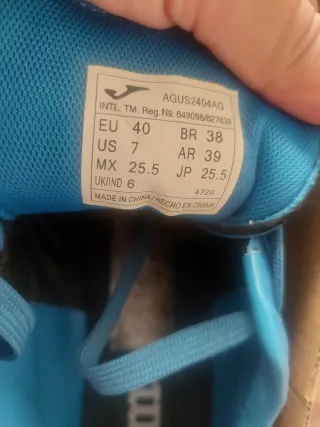 AGUS2404AG
INTL. TM. Reg.Nº 649096/827638
EU 40 BR 38
US 7 AR 39
MX 25.5 JP 25.5
UK/IND 6 4720
MADE IN CHINA / HECHO EN CHINA